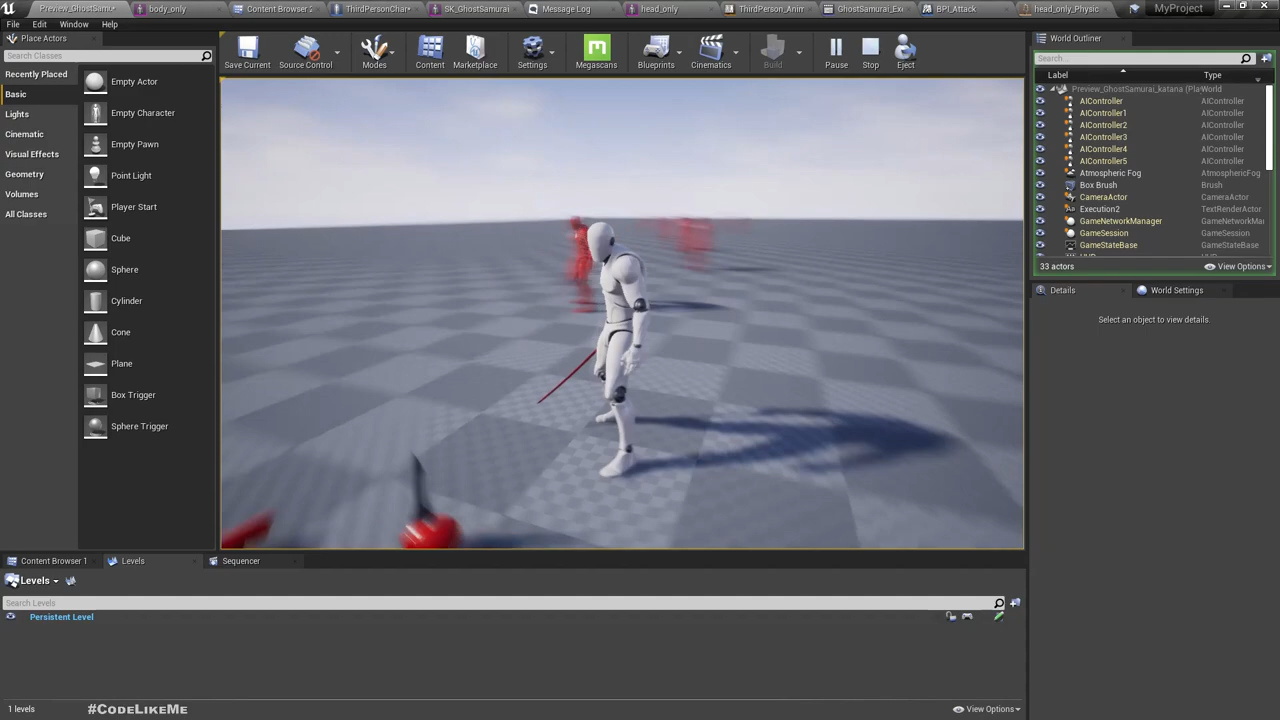 Preview_GhostSamu
body_only
Content Browser 2
ThirdPersonChar*
SK_GhostSamurai
Message Log
head_only
ThirdPerson_Anim
GhostSamurai_Exe
BPI_Attack
head_only_Physic
MyProject
File
Edit
Window
Help
Place Actors
Search Classes
Recently Placed
Basic
Lights
Cinematic
Visual Effects
Geometry
Volumes
All Classes
Empty Actor
Empty Character
Empty Pawn
Point Light
Player Start
Cube
Sphere
Cylinder
Cone
Plane
Box Trigger
Sphere Trigger
Save Current
Source Control
Modes
Content
Marketplace
Settings
Megascans
Blueprints
Cinematics
Build
Pause
Stop
Eject
World Outliner
Search...
Label Type
Preview_GhostSamurai_katana (Pla World
AIController AIController
AIController1 AIController
AIController2 AIController
AIController3 AIController
AIController4 AIController
AIController5 AIController
Atmospheric Fog AtmosphericFog
Box Brush Brush
CameraActor CameraActor
Execution2 TextRenderActor
GameNetworkManager GameNetworkMa
GameSession GameSession
GameStateBase GameStateBase
33 actors
View Options
Details
World Settings
Select an object to view details.
Content Browser 1
Levels
Sequencer
Levels
Search Levels
Persistent Level
1 levels
#CodeLikeMe
View Options